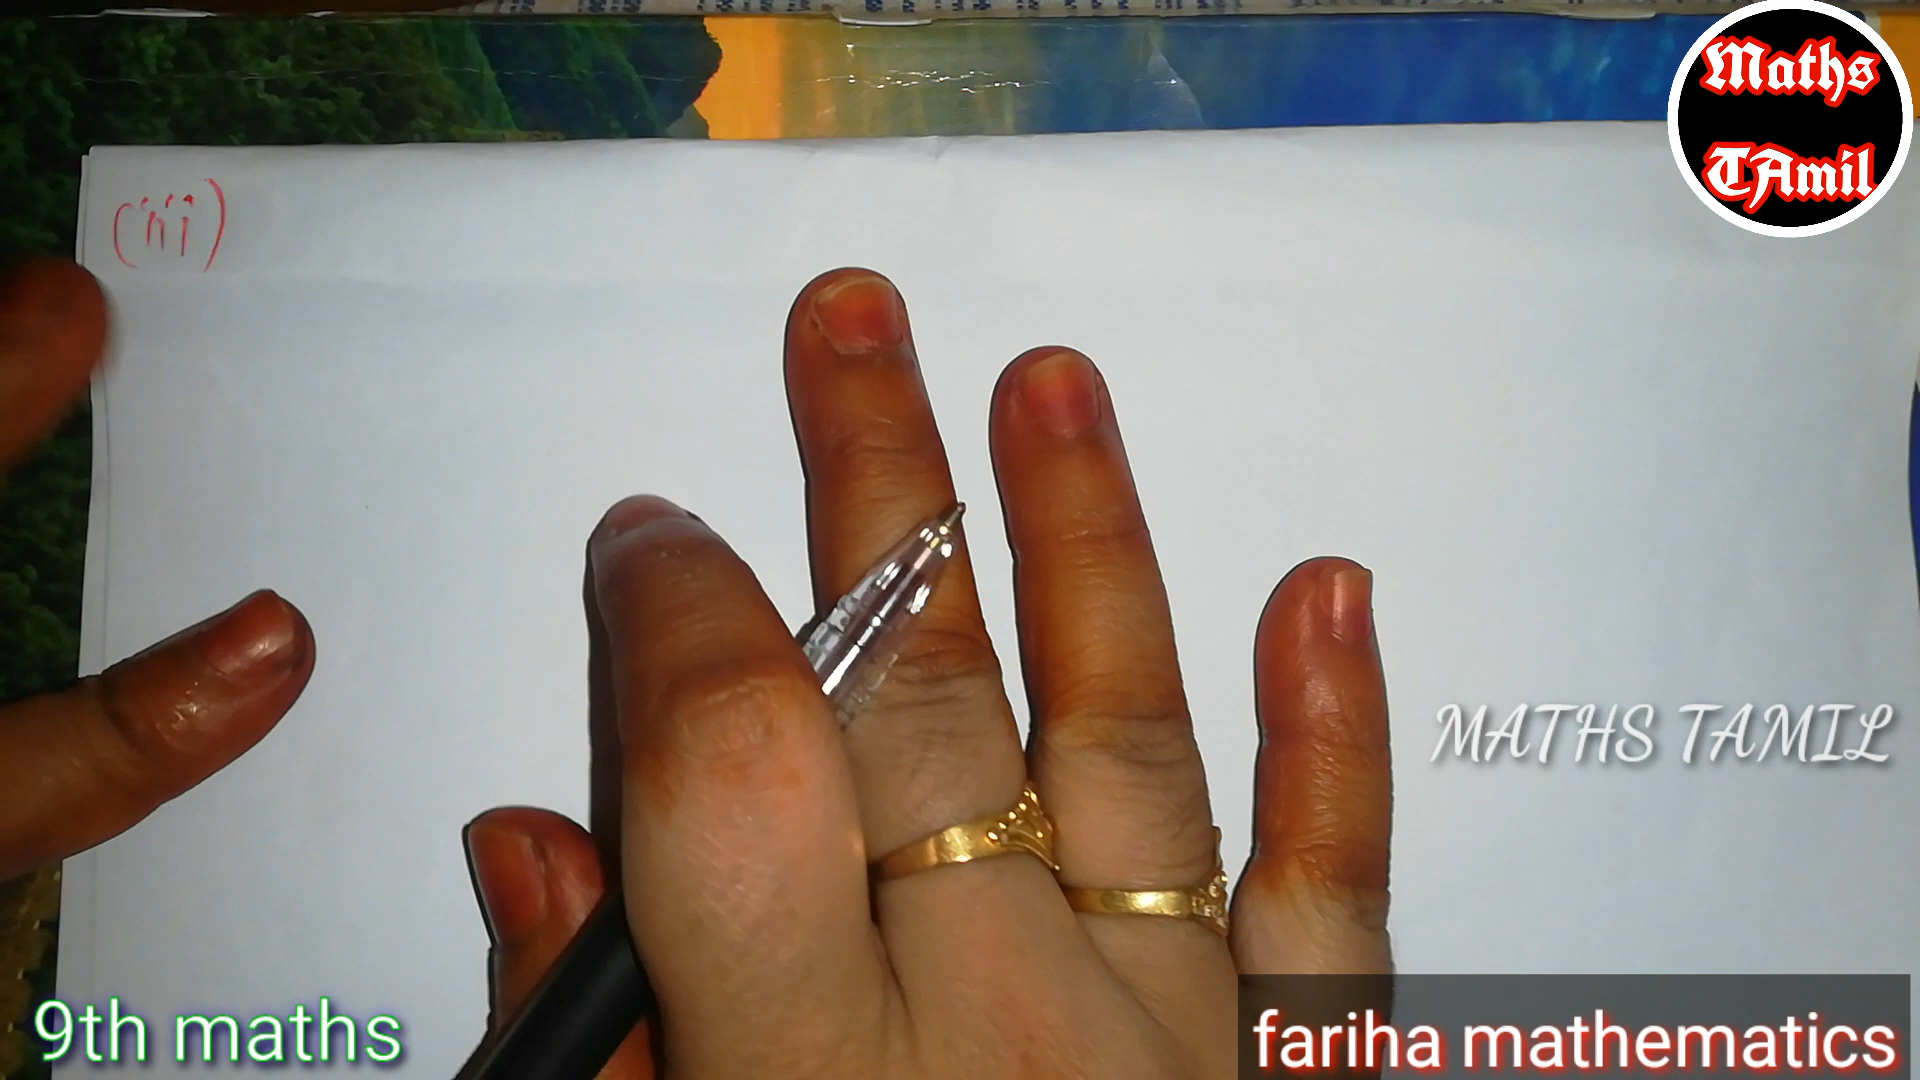 Maths
TAmil
(iii)
MATHS TAMIL
9th maths
fariha mathematics